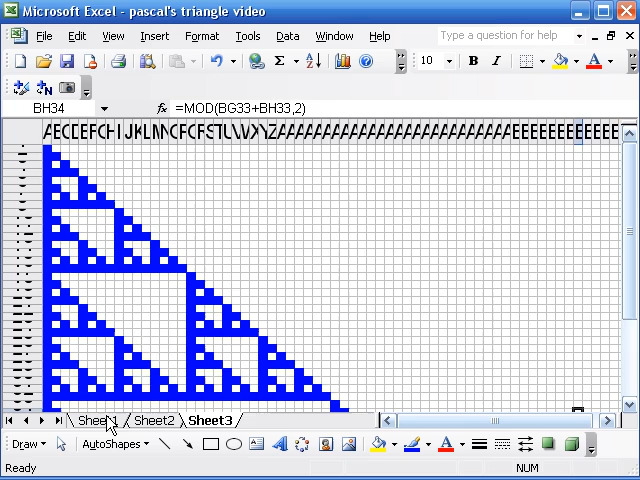 Microsoft Excel - pascal's triangle video
File Edit View Insert Format Tools Data Window Help Type a question for help
10 B I
BH34 fx =MOD(BG33+BH33,2)
Sheet1 Sheet2 Sheet3
Draw AutoShapes
Ready NUM